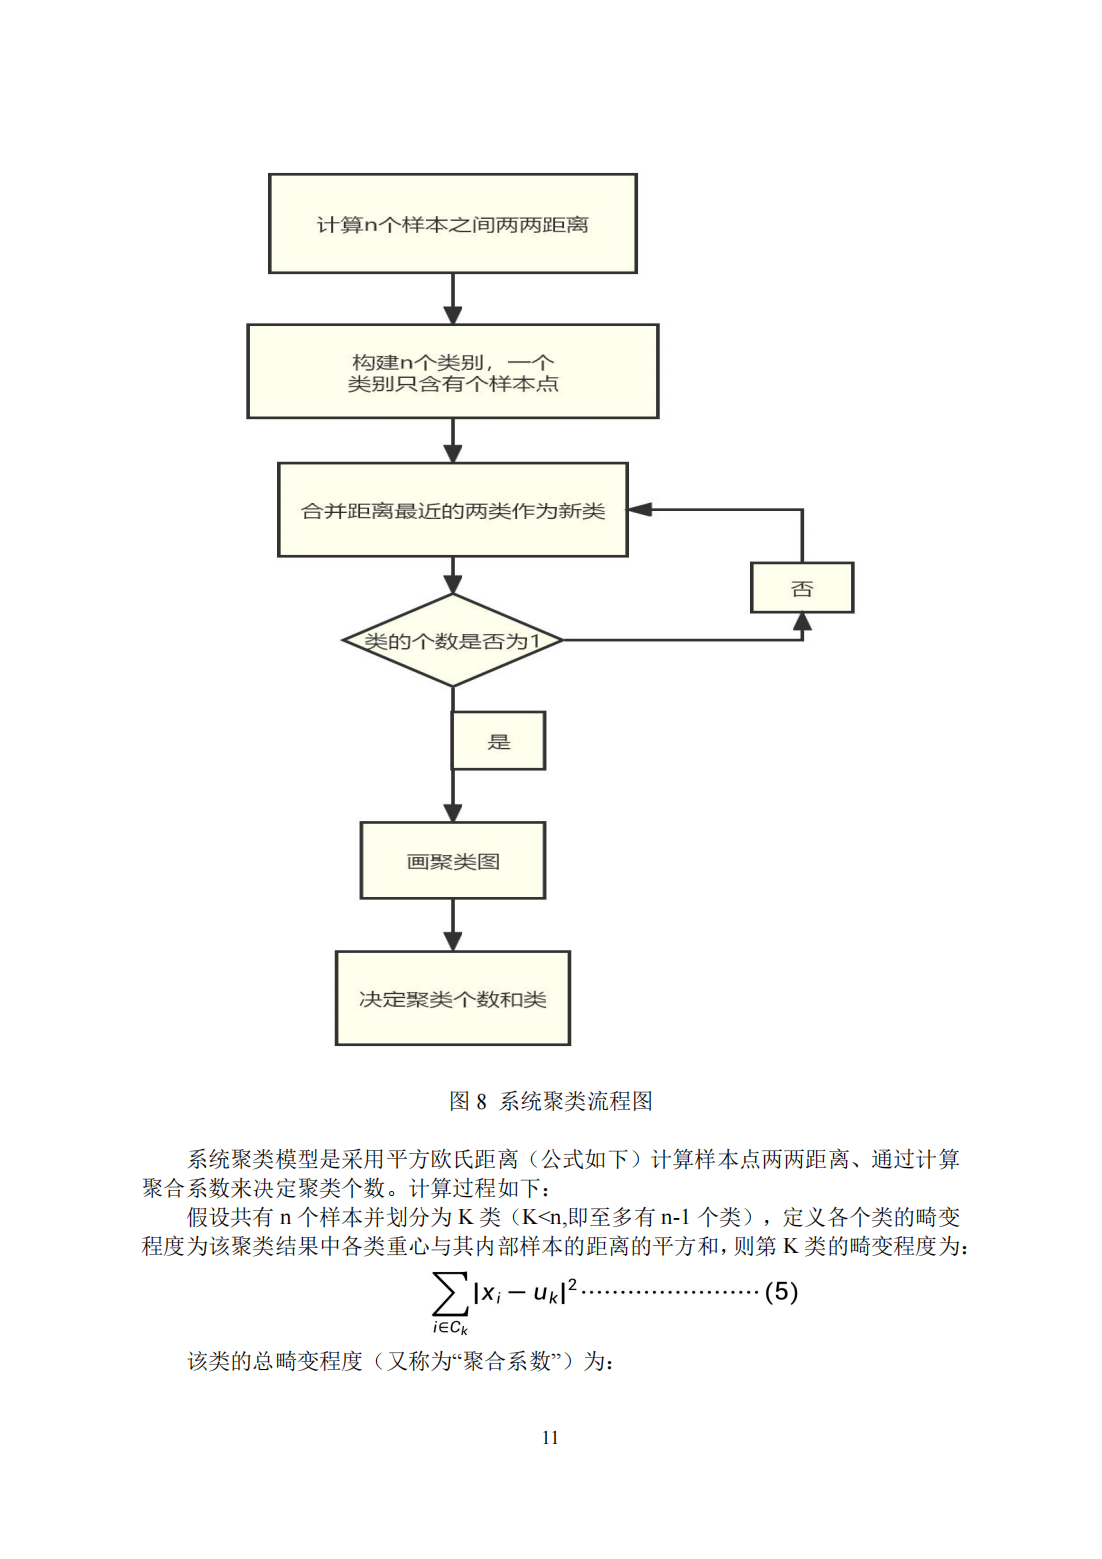 计算n个样本之间两两距离
构建n个类别，一个
类别只含有个样本点
合并距离最近的两类作为新类
否
类的个数是否为1
是
画聚类图
决定聚类个数和类
图 8 系统聚类流程图
系统聚类模型是采用平方欧氏距离（公式如下）计算样本点两两距离、通过计算
聚合系数来决定聚类个数。计算过程如下：
假设共有 n 个样本并划分为 K 类（K<n,即至多有 n-1 个类），定义各个类的畸变
程度为该聚类结果中各类重心与其内部样本的距离的平方和，则第 K 类的畸变程度为：
∑_{i∈C_k} |x_i − u_k|²⋯⋯⋯⋯⋯⋯⋯⋯(5)
该类的总畸变程度（又称为“聚合系数”）为：
11